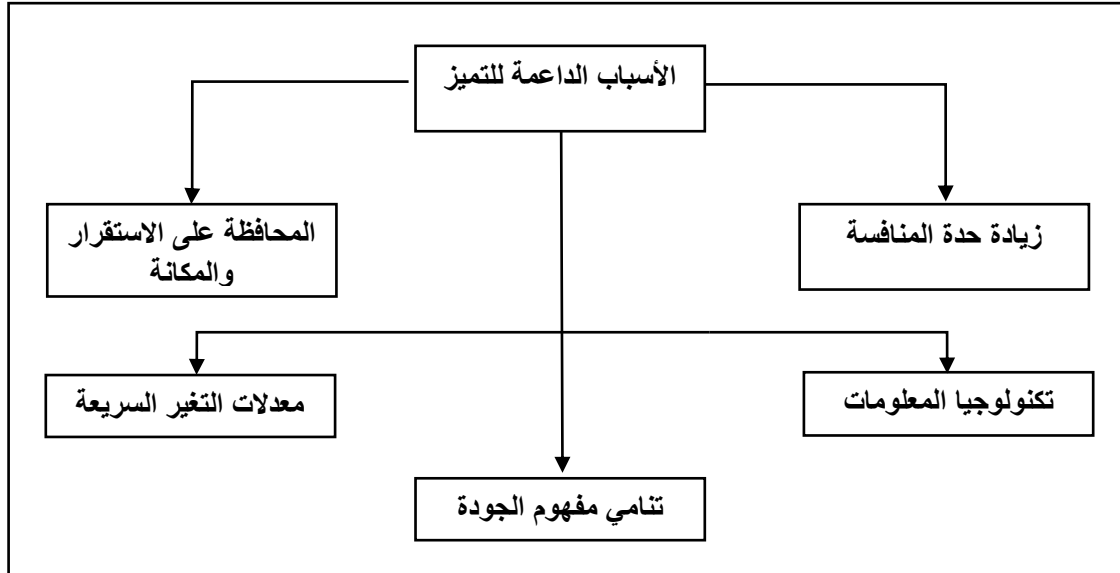 الأسباب الداعمة للتميز
زيادة حدة المنافسة
المحافظة على الاستقرار
والمكانة
تكنولوجيا المعلومات
معدلات التغير السريعة
تنامي مفهوم الجودة